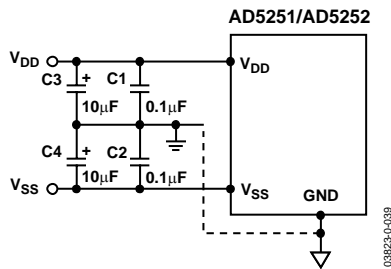 AD5251/AD5252
VDD
VDD
C3
+
C1
10μF
0.1μF
C4
+
C2
10μF
0.1μF
VSS
VSS
GND
03823-0-039